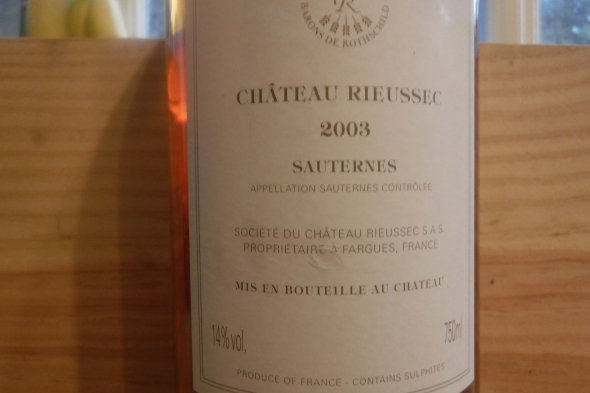 BARONS DE ROTHSCHILD
CHÂTEAU RIEUSSEC
2003
SAUTERNES
APPELLATION SAUTERNES CONTRÔLÉE
SOCIÉTÉ DU CHÂTEAU RIEUSSEC S.A.S.
PROPRIÉTAIRE À FARGUES, FRANCE
MIS EN BOUTEILLE AU CHATEAU
14% vol. 750ml
PRODUCE OF FRANCE - CONTAINS SULPHITES